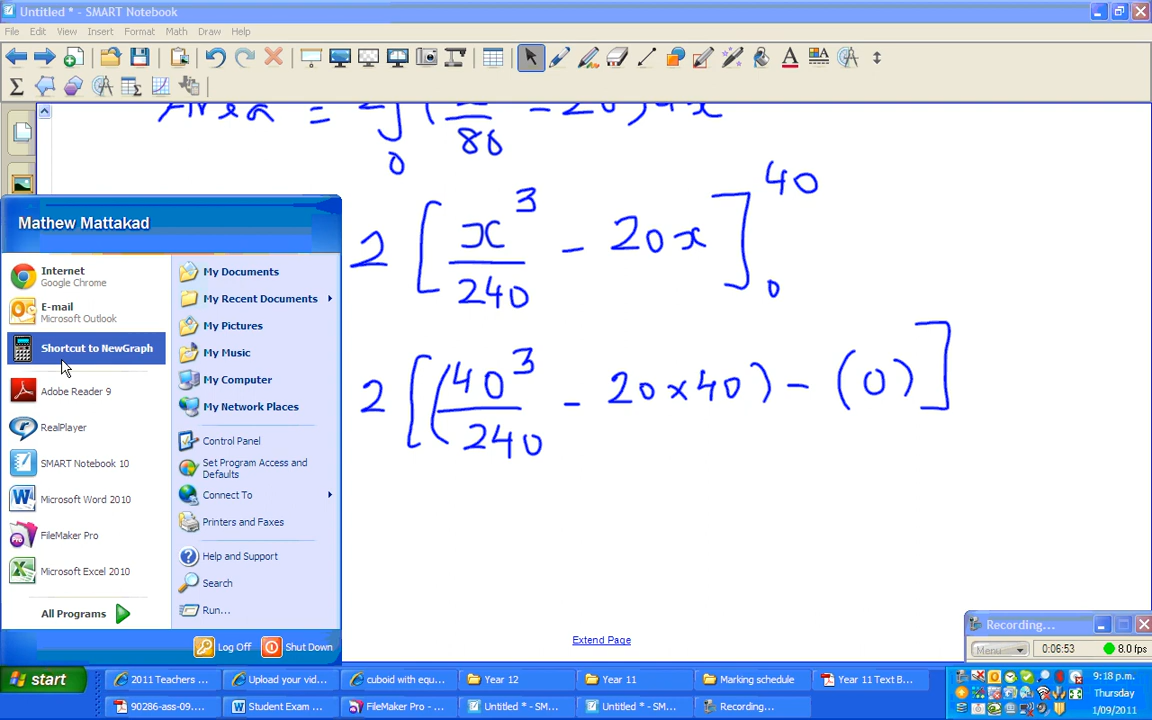 Untitled * - SMART Notebook
File Edit View Insert Format Math Draw Help
80
0
2 [ x³/240 - 20x ] 40 0
2 [ ( 40³/240 - 20 × 40 ) - ( 0 ) ]
Extend Page
Mathew Mattakad
Internet
Google Chrome
E-mail
Microsoft Outlook
Shortcut to NewGraph
Adobe Reader 9
RealPlayer
SMART Notebook 10
Microsoft Word 2010
FileMaker Pro
Microsoft Excel 2010
All Programs
My Documents
My Recent Documents
My Pictures
My Music
My Computer
My Network Places
Control Panel
Set Program Access and
Defaults
Connect To
Printers and Faxes
Help and Support
Search
Run...
Log Off Shut Down
Recording...
Menu 0:06:53 8.0 fps
start 2011 Teachers ... Upload your vid... cuboid with equ... Year 12 Year 11 Marking schedule Year 11 Text B... 9:18 p.m.
Thursday
90286-ass-09.... Student Exam ... FileMaker Pro - ... Untitled * - SM... Untitled * - SM... Recording... 1/09/2011